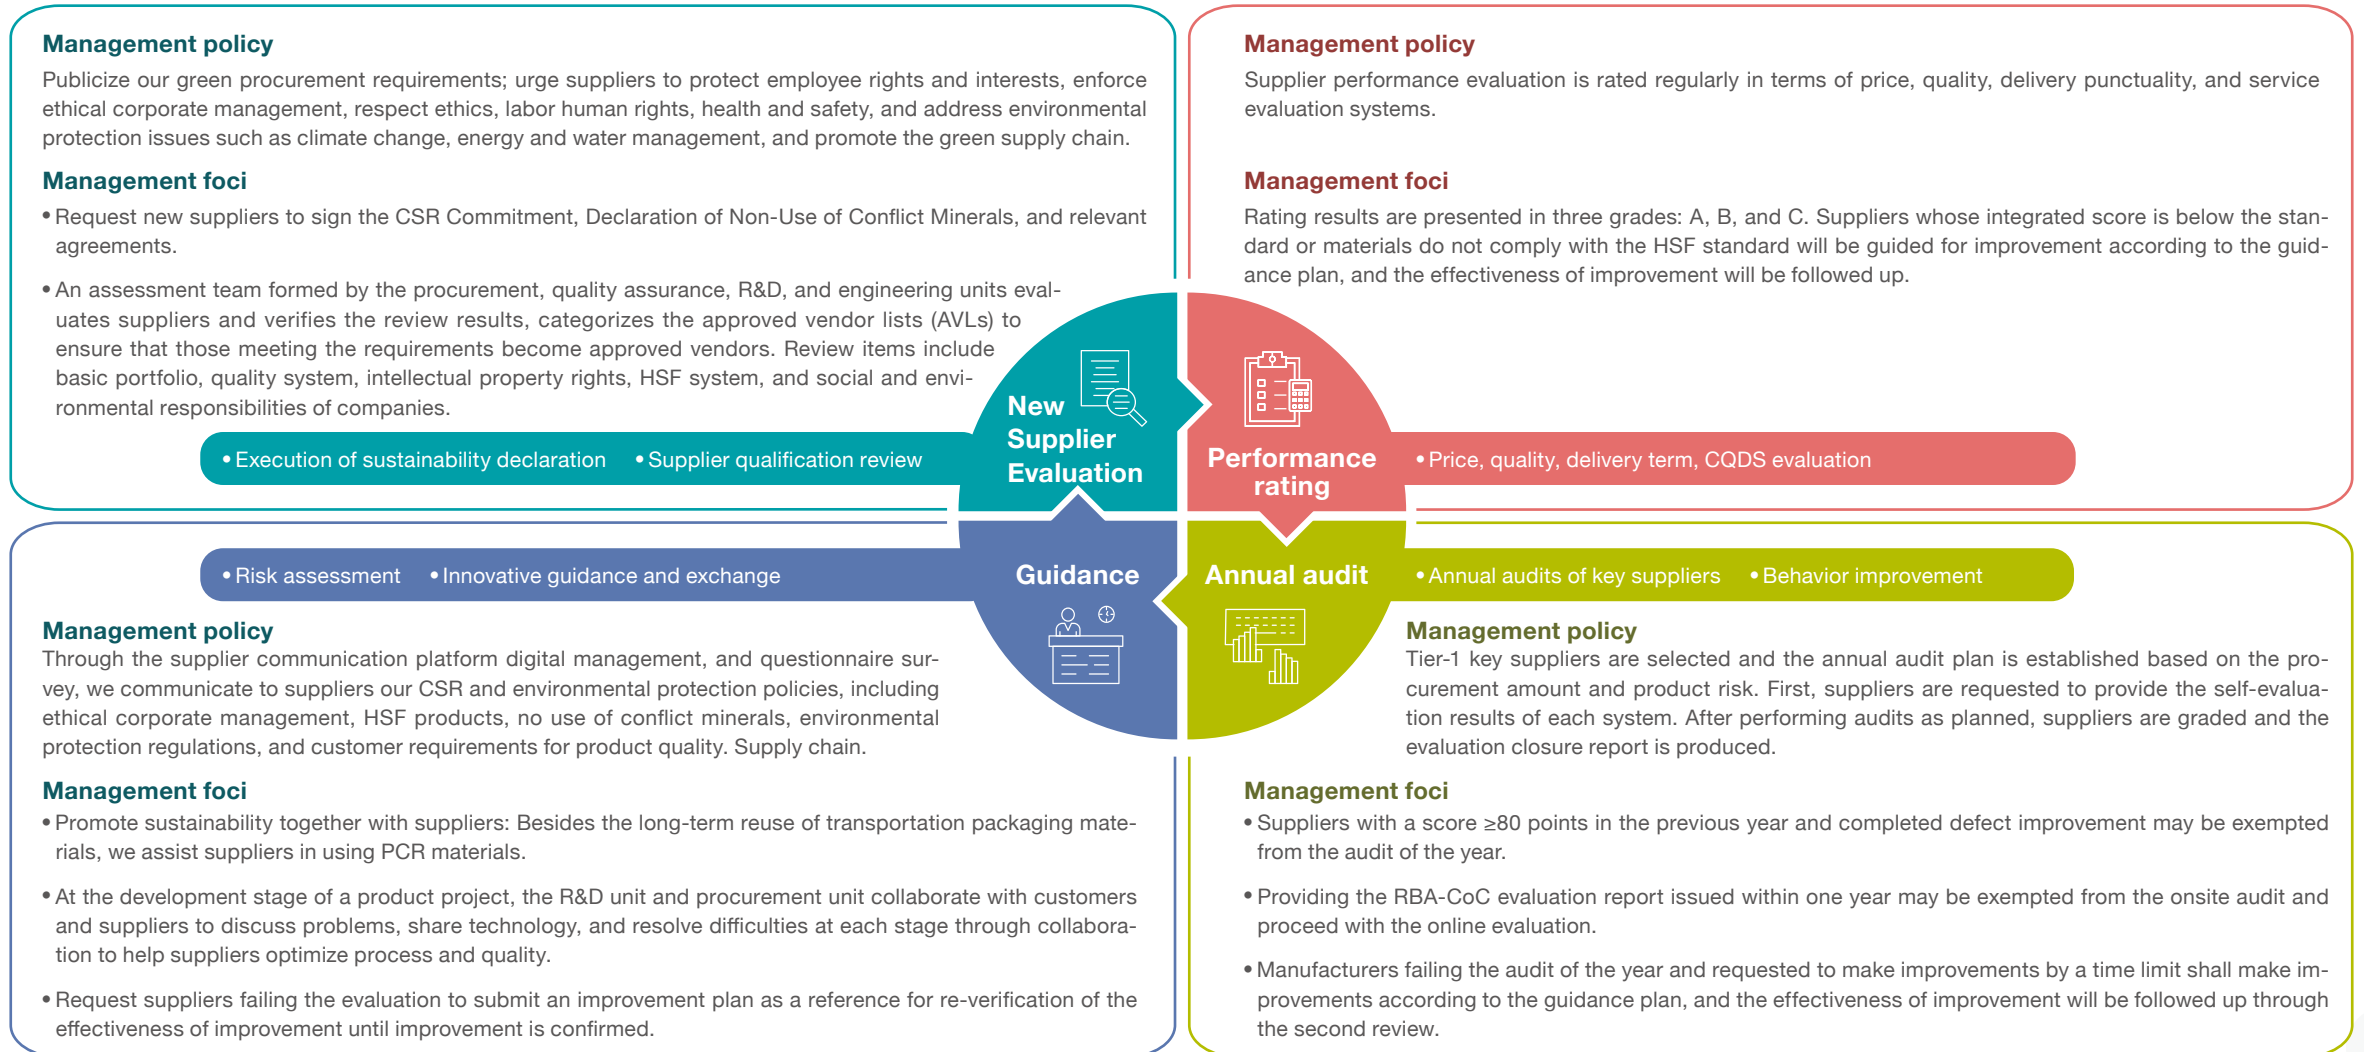 Management policy
Publicize our green procurement requirements; urge suppliers to protect employee rights and interests, enforce
ethical corporate management, respect ethics, labor human rights, health and safety, and address environmental
protection issues such as climate change, energy and water management, and promote the green supply chain.
Management foci
• Request new suppliers to sign the CSR Commitment, Declaration of Non-Use of Conflict Minerals, and relevant
agreements.
• An assessment team formed by the procurement, quality assurance, R&D, and engineering units eval-
uates suppliers and verifies the review results, categorizes the approved vendor lists (AVLs) to
ensure that those meeting the requirements become approved vendors. Review items include
basic portfolio, quality system, intellectual property rights, HSF system, and social and envi-
ronmental responsibilities of companies.
• Execution of sustainability declaration • Supplier qualification review
New
Supplier
Evaluation
Management policy
Supplier performance evaluation is rated regularly in terms of price, quality, delivery punctuality, and service
evaluation systems.
Management foci
Rating results are presented in three grades: A, B, and C. Suppliers whose integrated score is below the stan-
dard or materials do not comply with the HSF standard will be guided for improvement according to the guid-
ance plan, and the effectiveness of improvement will be followed up.
Performance
rating
• Price, quality, delivery term, CQDS evaluation
• Risk assessment • Innovative guidance and exchange
Guidance
Management policy
Through the supplier communication platform digital management, and questionnaire sur-
vey, we communicate to suppliers our CSR and environmental protection policies, including
ethical corporate management, HSF products, no use of conflict minerals, environmental
protection regulations, and customer requirements for product quality. Supply chain.
Management foci
• Promote sustainability together with suppliers: Besides the long-term reuse of transportation packaging mate-
rials, we assist suppliers in using PCR materials.
• At the development stage of a product project, the R&D unit and procurement unit collaborate with customers
and suppliers to discuss problems, share technology, and resolve difficulties at each stage through collabora-
tion to help suppliers optimize process and quality.
• Request suppliers failing the evaluation to submit an improvement plan as a reference for re-verification of the
effectiveness of improvement until improvement is confirmed.
Annual audit
• Annual audits of key suppliers • Behavior improvement
Management policy
Tier-1 key suppliers are selected and the annual audit plan is established based on the pro-
curement amount and product risk. First, suppliers are requested to provide the self-evalua-
tion results of each system. After performing audits as planned, suppliers are graded and the
evaluation closure report is produced.
Management foci
• Suppliers with a score ≥80 points in the previous year and completed defect improvement may be exempted
from the audit of the year.
• Providing the RBA-CoC evaluation report issued within one year may be exempted from the onsite audit and
proceed with the online evaluation.
• Manufacturers failing the audit of the year and requested to make improvements by a time limit shall make im-
provements according to the guidance plan, and the effectiveness of improvement will be followed up through
the second review.